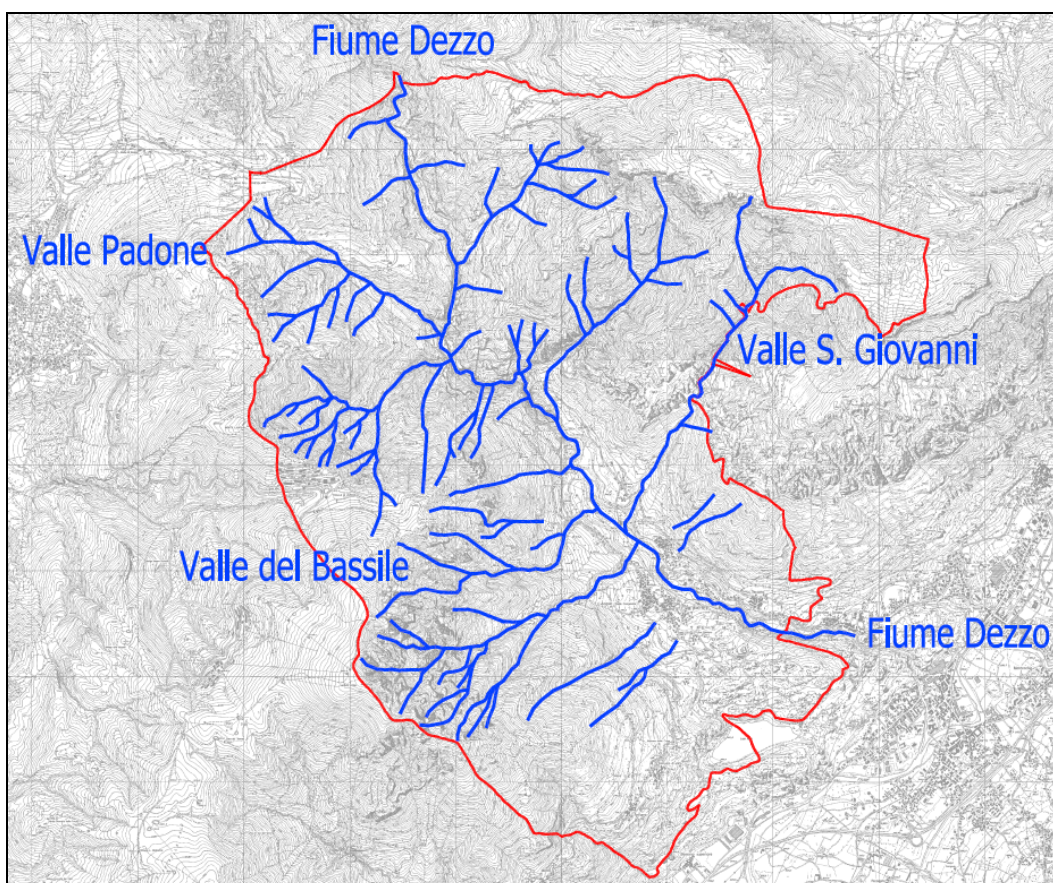 Fiume Dezzo
Valle Padone
Valle S. Giovanni
Valle del Bassile
Fiume Dezzo